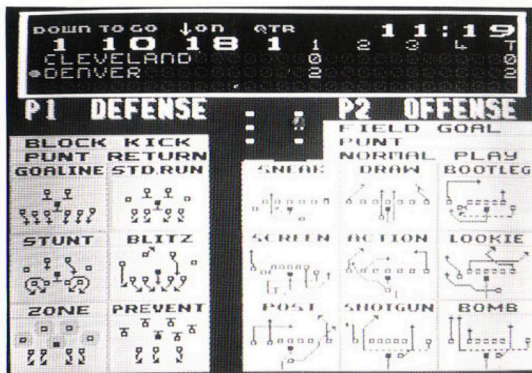 DOWN TO GO ↓ON QTR 11:19
1 10 18 1 1 2 3 4 T
CLEVELAND 0 0
DENVER 2 2
P1 DEFENSE P2 OFFENSE
FIELD GOAL
BLOCK KICK PUNT
PUNT RETURN NORMAL PLAY
GOALINE STD.RUN SNEAK DRAW BOOTLEG
STUNT BLITZ SCREEN ACTION LOOKIE
ZONE PREVENT POST SHOTGUN BOMB